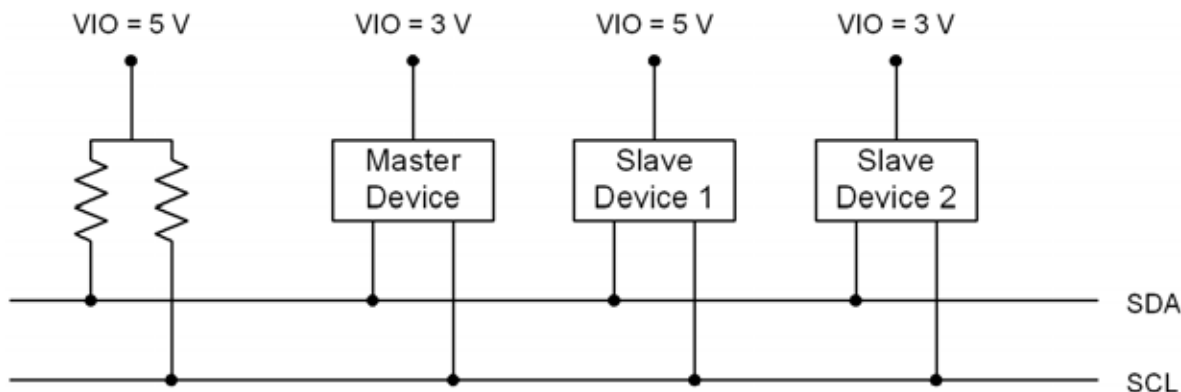 VIO = 5 V
VIO = 3 V
VIO = 5 V
VIO = 3 V
Master
Device
Slave
Device 1
Slave
Device 2
SDA
SCL